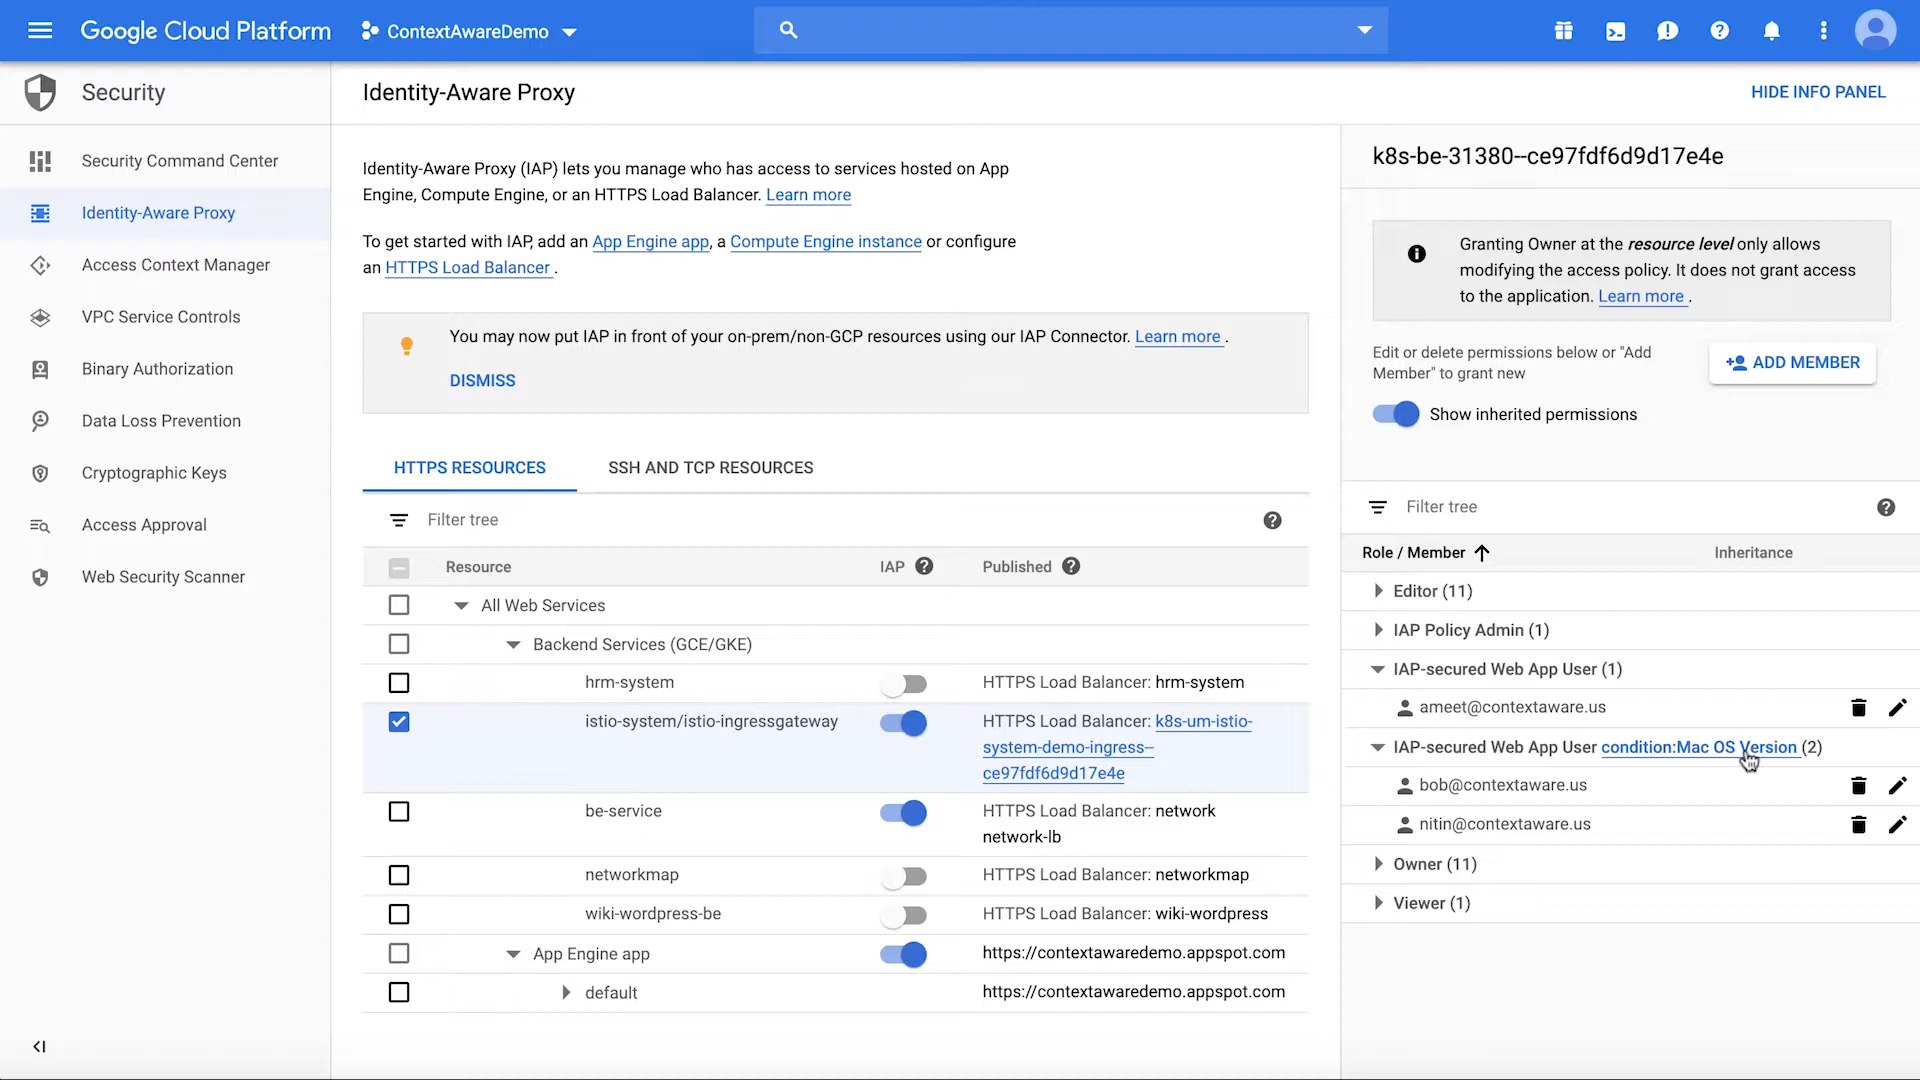 Google Cloud Platform
ContextAwareDemo
Security
Identity-Aware Proxy
HIDE INFO PANEL
Security Command Center
Identity-Aware Proxy
Access Context Manager
VPC Service Controls
Binary Authorization
Data Loss Prevention
Cryptographic Keys
Access Approval
Web Security Scanner
Identity-Aware Proxy (IAP) lets you manage who has access to services hosted on App
Engine, Compute Engine, or an HTTPS Load Balancer. Learn more
To get started with IAP, add an App Engine app, a Compute Engine instance or configure
an HTTPS Load Balancer .
You may now put IAP in front of your on-prem/non-GCP resources using our IAP Connector. Learn more .
DISMISS
HTTPS RESOURCES
SSH AND TCP RESOURCES
Filter tree
Resource IAP Published
All Web Services
Backend Services (GCE/GKE)
hrm-system HTTPS Load Balancer: hrm-system
istio-system/istio-ingressgateway HTTPS Load Balancer: k8s-um-istio-
system-demo-ingress--
ce97fdf6d9d17e4e
be-service HTTPS Load Balancer: network
network-lb
networkmap HTTPS Load Balancer: networkmap
wiki-wordpress-be HTTPS Load Balancer: wiki-wordpress
App Engine app https://contextawaredemo.appspot.com
default https://contextawaredemo.appspot.com
k8s-be-31380--ce97fdf6d9d17e4e
Granting Owner at the resource level only allows
modifying the access policy. It does not grant access
to the application. Learn more .
Edit or delete permissions below or "Add
Member" to grant new
ADD MEMBER
Show inherited permissions
Filter tree
Role / Member Inheritance
Editor (11)
IAP Policy Admin (1)
IAP-secured Web App User (1)
ameet@contextaware.us
IAP-secured Web App User condition:Mac OS Version (2)
bob@contextaware.us
nitin@contextaware.us
Owner (11)
Viewer (1)